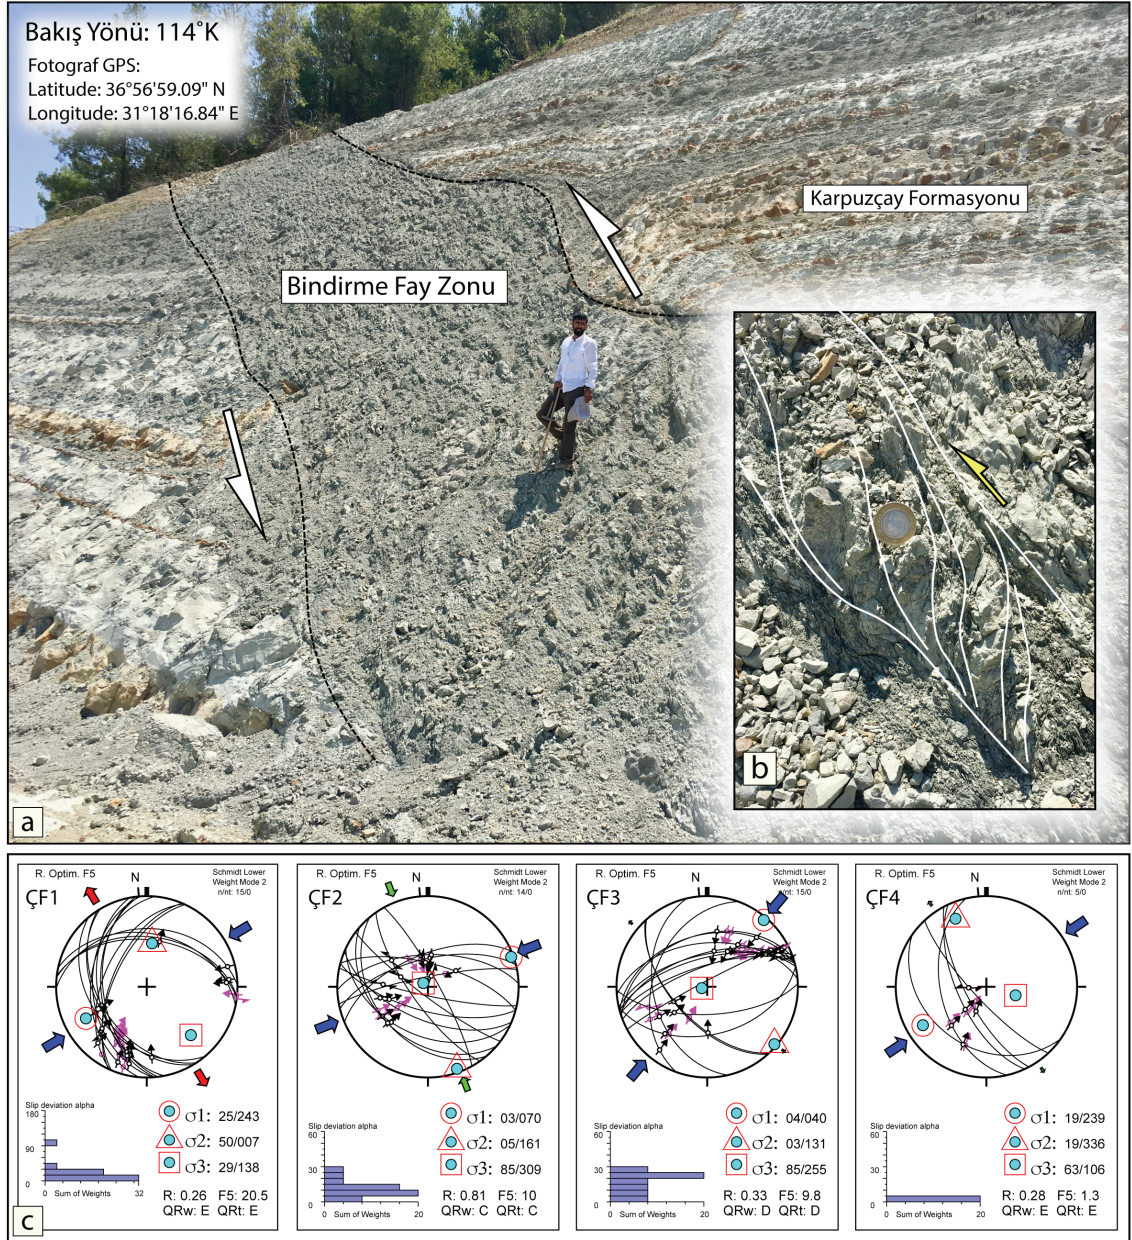 Bakış Yönü: 114°K
Fotograf GPS:
Latitude: 36°56'59.09" N
Longitude: 31°18'16.84" E
Karpuzçay Formasyonu
Bindirme Fay Zonu
b
a
R. Optim. F5
N
Schmidt Lower
Weight Mode 2
n/nt: 15/0
ÇF1
Slip deviation alpha
180
90
0
0
Sum of Weights
32
σ1: 25/243
σ2: 50/007
σ3: 29/138
R: 0.26 F5: 20.5
QRw: E QRt: E
R. Optim. F5
N
Schmidt Lower
Weight Mode 2
n/nt: 14/0
ÇF2
Slip deviation alpha
60
30
0
0
Sum of Weights
20
σ1: 03/070
σ2: 05/161
σ3: 85/309
R: 0.81 F5: 10
QRw: C QRt: C
R. Optim. F5
N
Schmidt Lower
Weight Mode 2
n/nt: 15/0
ÇF3
Slip deviation alpha
60
30
0
0
Sum of Weights
20
σ1: 04/040
σ2: 03/131
σ3: 85/255
R: 0.33 F5: 9.8
QRw: D QRt: D
R. Optim. F5
N
Schmidt Lower
Weight Mode 2
n/nt: 5/0
ÇF4
Slip deviation alpha
60
30
0
0
Sum of Weights
20
σ1: 19/239
σ2: 19/336
σ3: 63/106
R: 0.28 F5: 1.3
QRw: E QRt: E
c